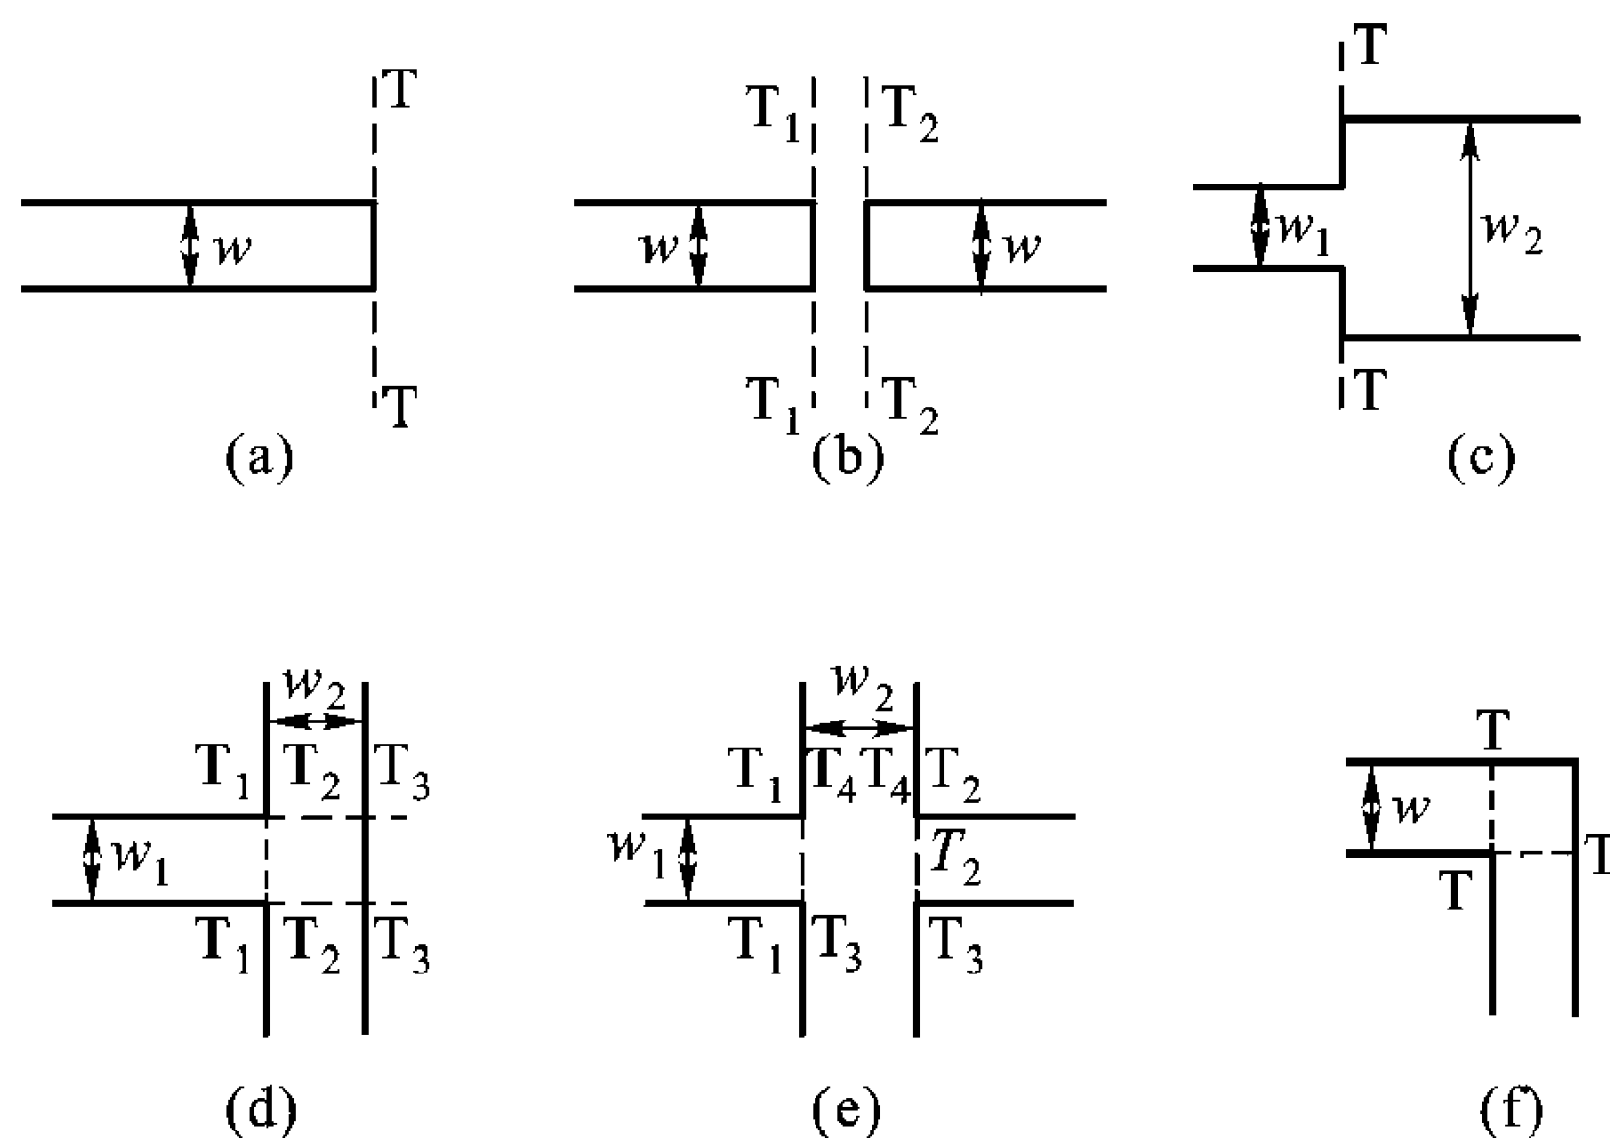 T
w
T
(a)
T1 T2
w w
T1 T2
(b)
T
w1 w2
T
(c)
w2
T1 T2 T3
w1
T1 T2 T3
(d)
w2
T1 T4 T4 T2
w1 T2
T1 T3 T3
(e)
T
w
T T
(f)